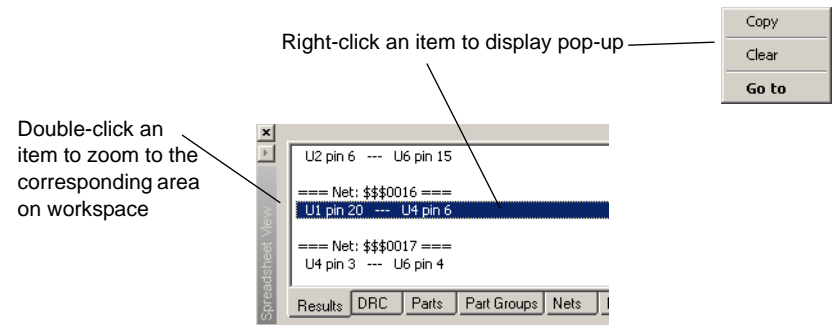 Copy
Right-click an item to display pop-up
Clear
Go to
Double-click an
item to zoom to the
corresponding area
on workspace
U2 pin 6 --- U6 pin 15
=== Net: $$$0016 ===
U1 pin 20 --- U4 pin 6
=== Net: $$$0017 ===
U4 pin 3 --- U6 pin 4
Spreadsheet View
Results DRC Parts Part Groups Nets